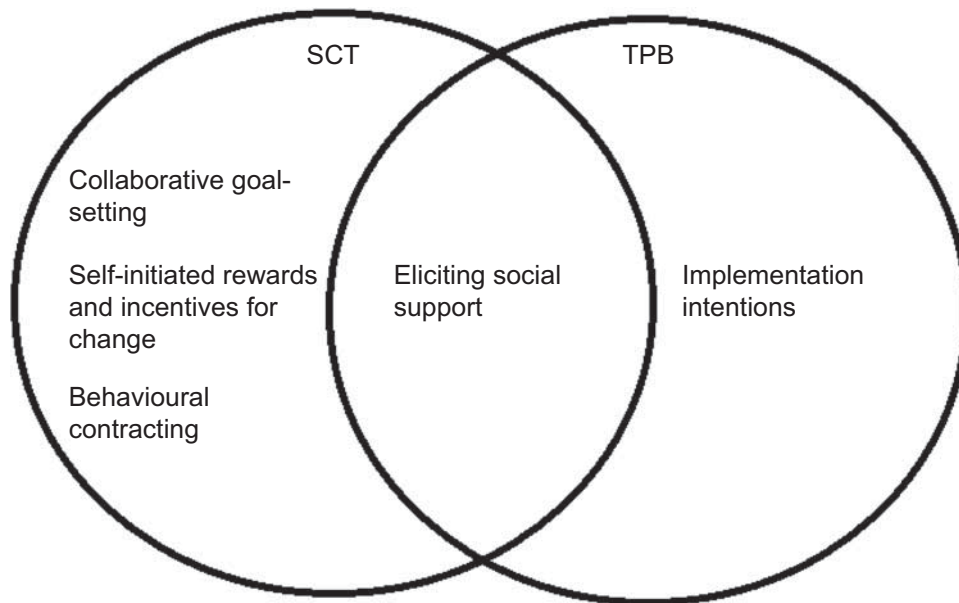 SCT
TPB
Collaborative goal-
setting
Self-initiated rewards
and incentives for
change
Behavioural
contracting
Eliciting social
support
Implementation
intentions